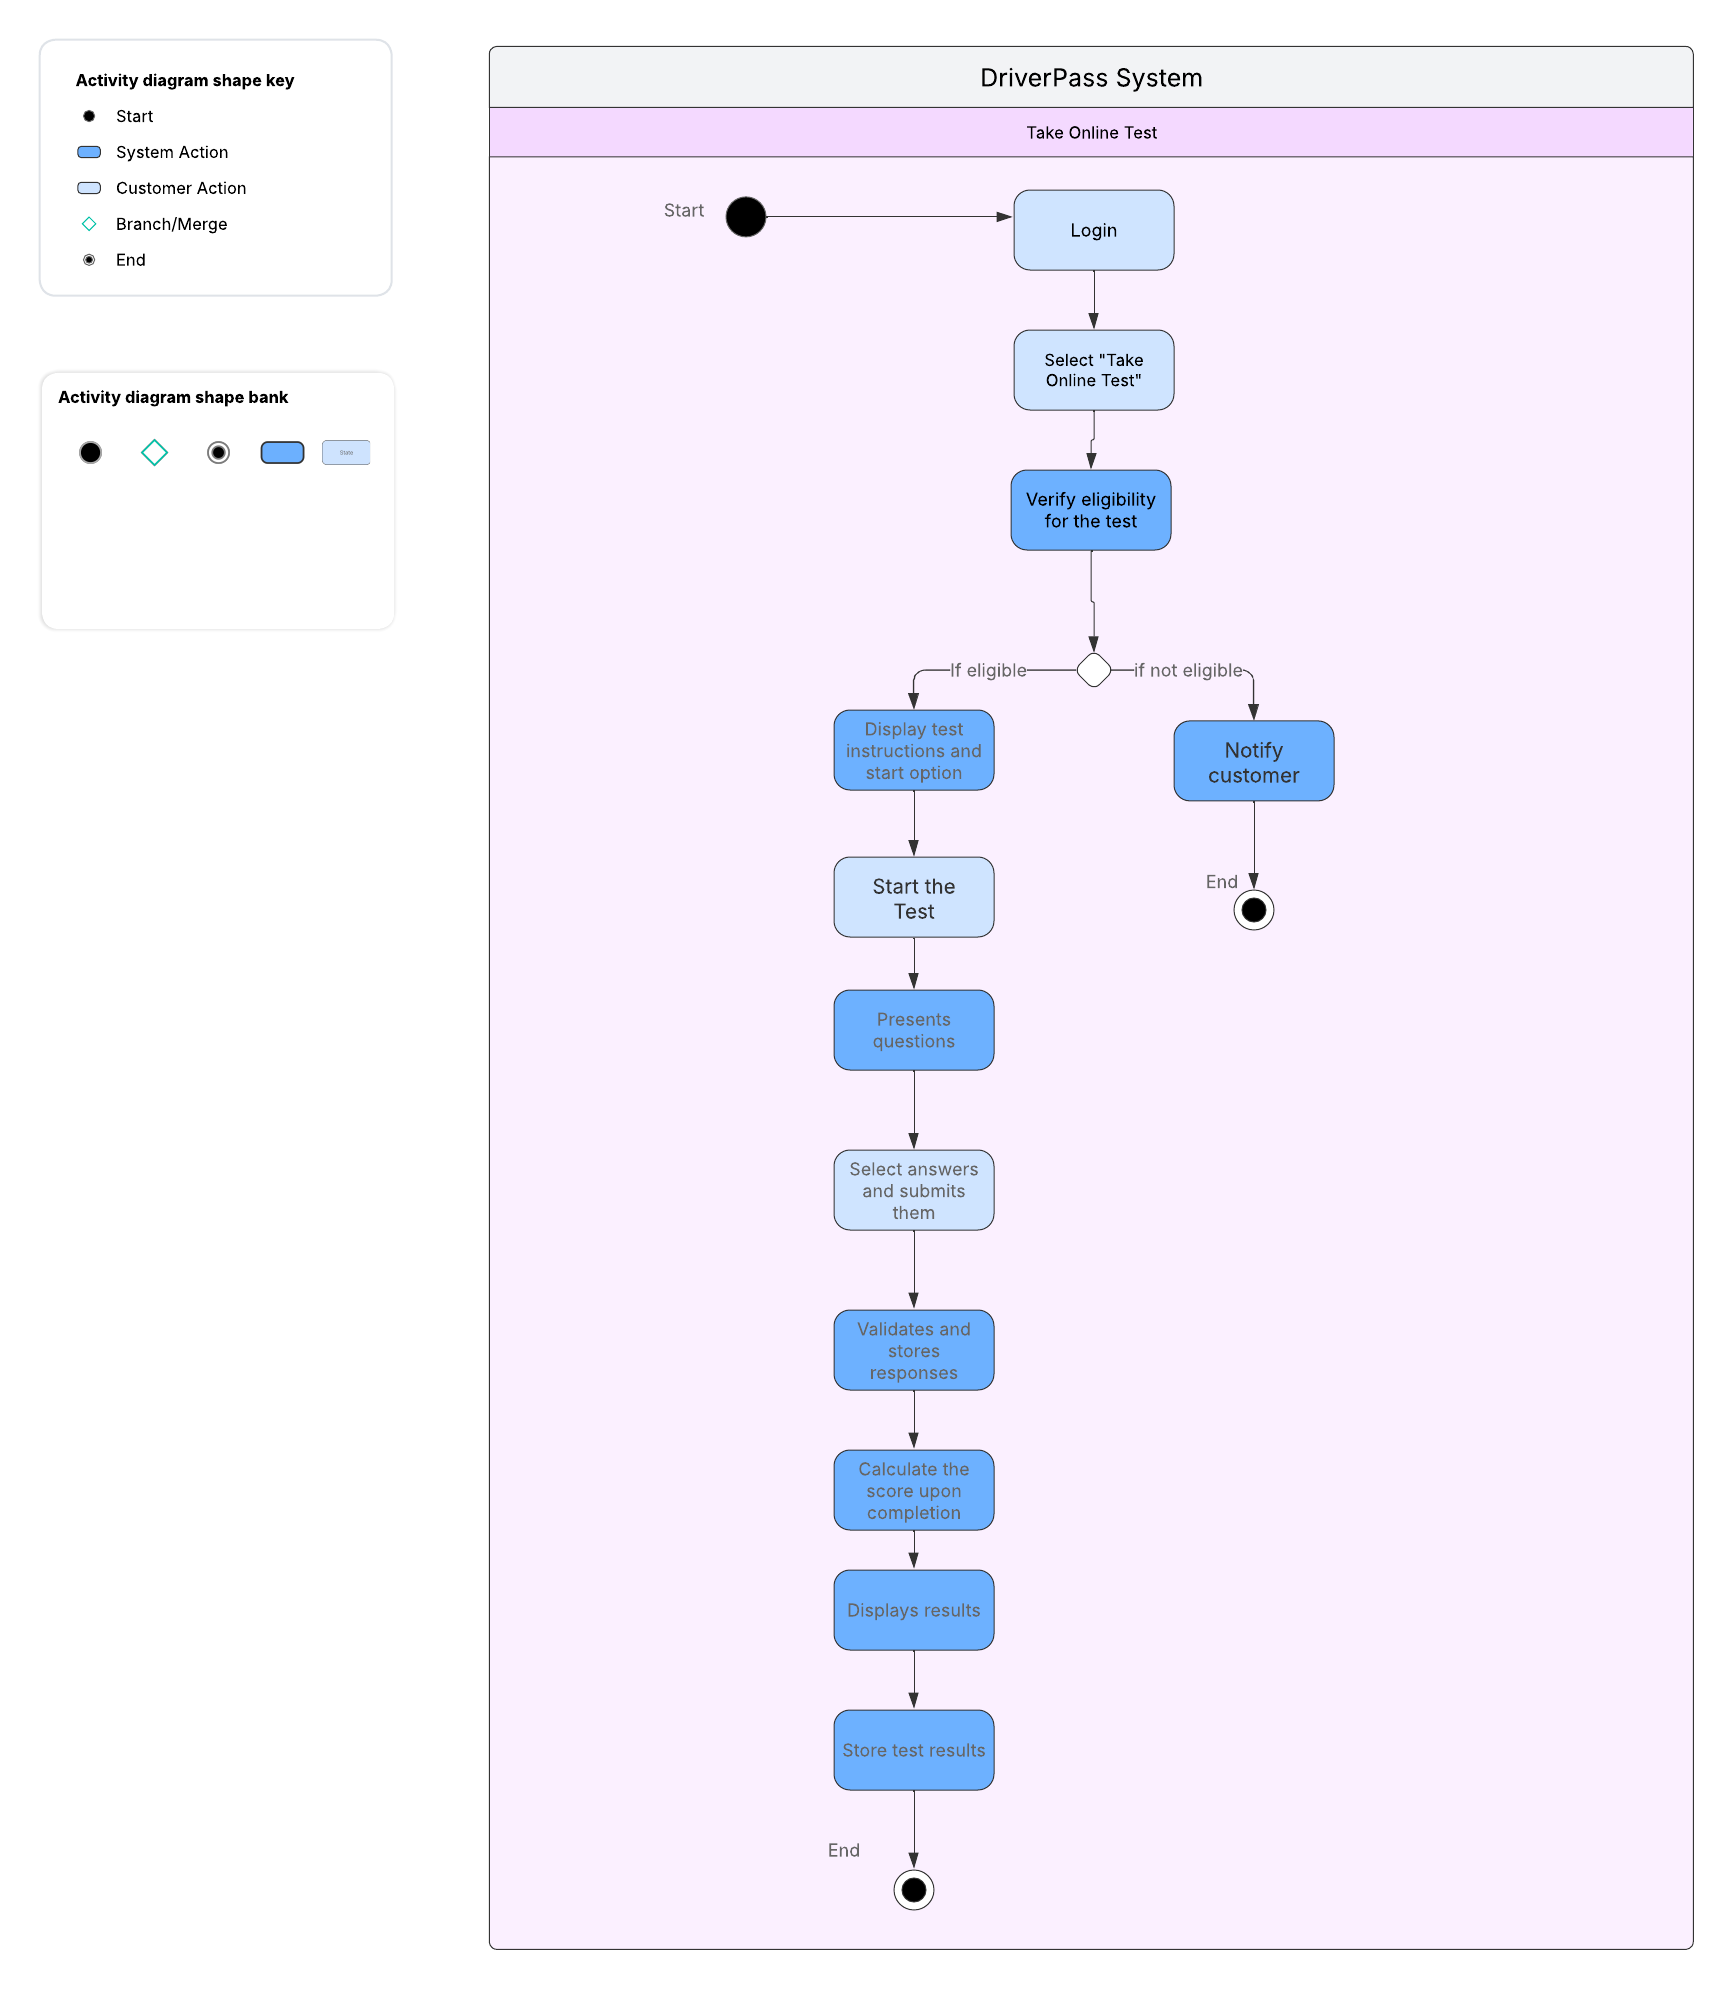 Activity diagram shape key
Start
System Action
Customer Action
Branch/Merge
End
Activity diagram shape bank
State
DriverPass System
Take Online Test
Start
Login
Select "Take
Online Test"
Verify eligibility
for the test
If eligible
if not eligible
Display test
instructions and
start option
Notify
customer
Start the
Test
End
Presents
questions
Select answers
and submits
them
Validates and
stores
responses
Calculate the
score upon
completion
Displays results
Store test results
End